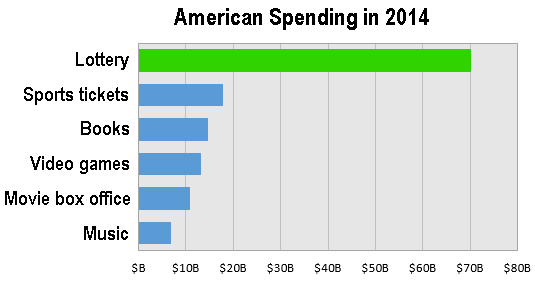 American Spending in 2014
Lottery
Sports tickets
Books
Video games
Movie box office
Music
$B $10B $20B $30B $40B $50B $60B $70B $80B